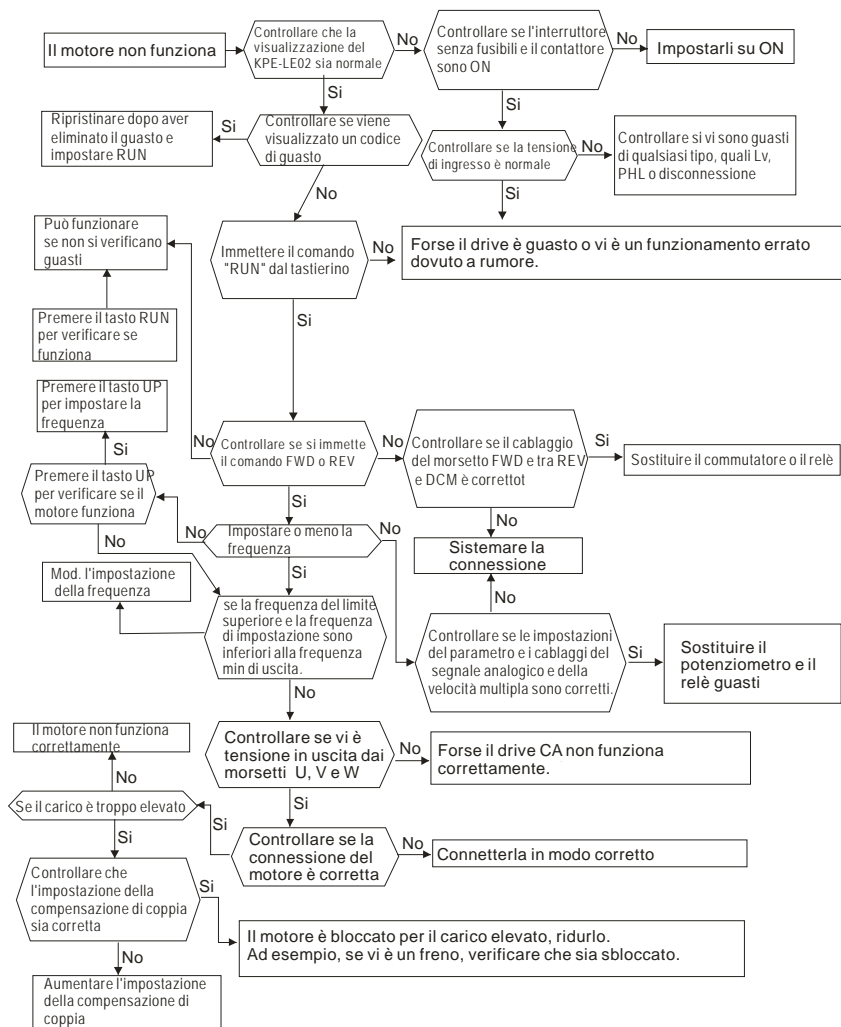 Il motore non funziona
Controllare che la
visualizzazione del
KPE-LE02 sia normale
No
Controllare se l'interruttore
senza fusibili e il contattore
sono ON
No
Impostarli su ON
Si
Si
Ripristinare dopo aver
eliminato il guasto e
impostare RUN
Si
Controllare se viene
visualizzato un codice
di guasto
Controllare se la tensione
di ingresso è normale
No
Controllare si vi sono guasti
di qualsiasi tipo, quali Lv,
PHL o disconnessione
No
Si
Può funzionare
se non si verificano
guasti
Immettere il comando
"RUN" dal tastierino
No
Forse il drive è guasto o vi è un funzionamento errato
dovuto a rumore.
Si
Premere il tasto RUN
per verificare se
funziona
Premere il tasto UP
per impostare la
frequenza
Si
No
Controllare se si immette
il comando FWD o REV
No
Controllare se il cablaggio
del morsetto FWD e tra REV
e DCM è correttot
Si
Sostituire il commutatore o il relè
Premere il tasto UP
per verificare se il
motore funziona
Si
No
No
Impostare o meno la
frequenza
No
No
Sistemare la
connessione
Si
No
Mod. l'impostazione
della frequenza
se la frequenza del limite
superiore e la frequenza
di impostazione sono
inferiori alla frequenza
min di uscita.
Controllare se le impostazioni
del parametro e i cablaggi del
segnale analogico e della
velocità multipla sono corretti.
Si
Sostituire il
potenziometro e il
relè guasti
No
Il motore non funziona
correttamente
Controllare se vi è
tensione in uscita dai
morsetti U, V e W
No
Forse il drive CA non funziona
correttamente.
No
Si
Se il carico è troppo elevato
Si
Controllare se la
connessione del
motore è corretta
No
Connetterla in modo corretto
Si
Controllare che
l'impostazione della
compensazione di coppia
sia corretta
Si
Il motore è bloccato per il carico elevato, ridurlo.
Ad esempio, se vi è un freno, verificare che sia sbloccato.
No
Aumentare l'impostazione
della compensazione di
coppia